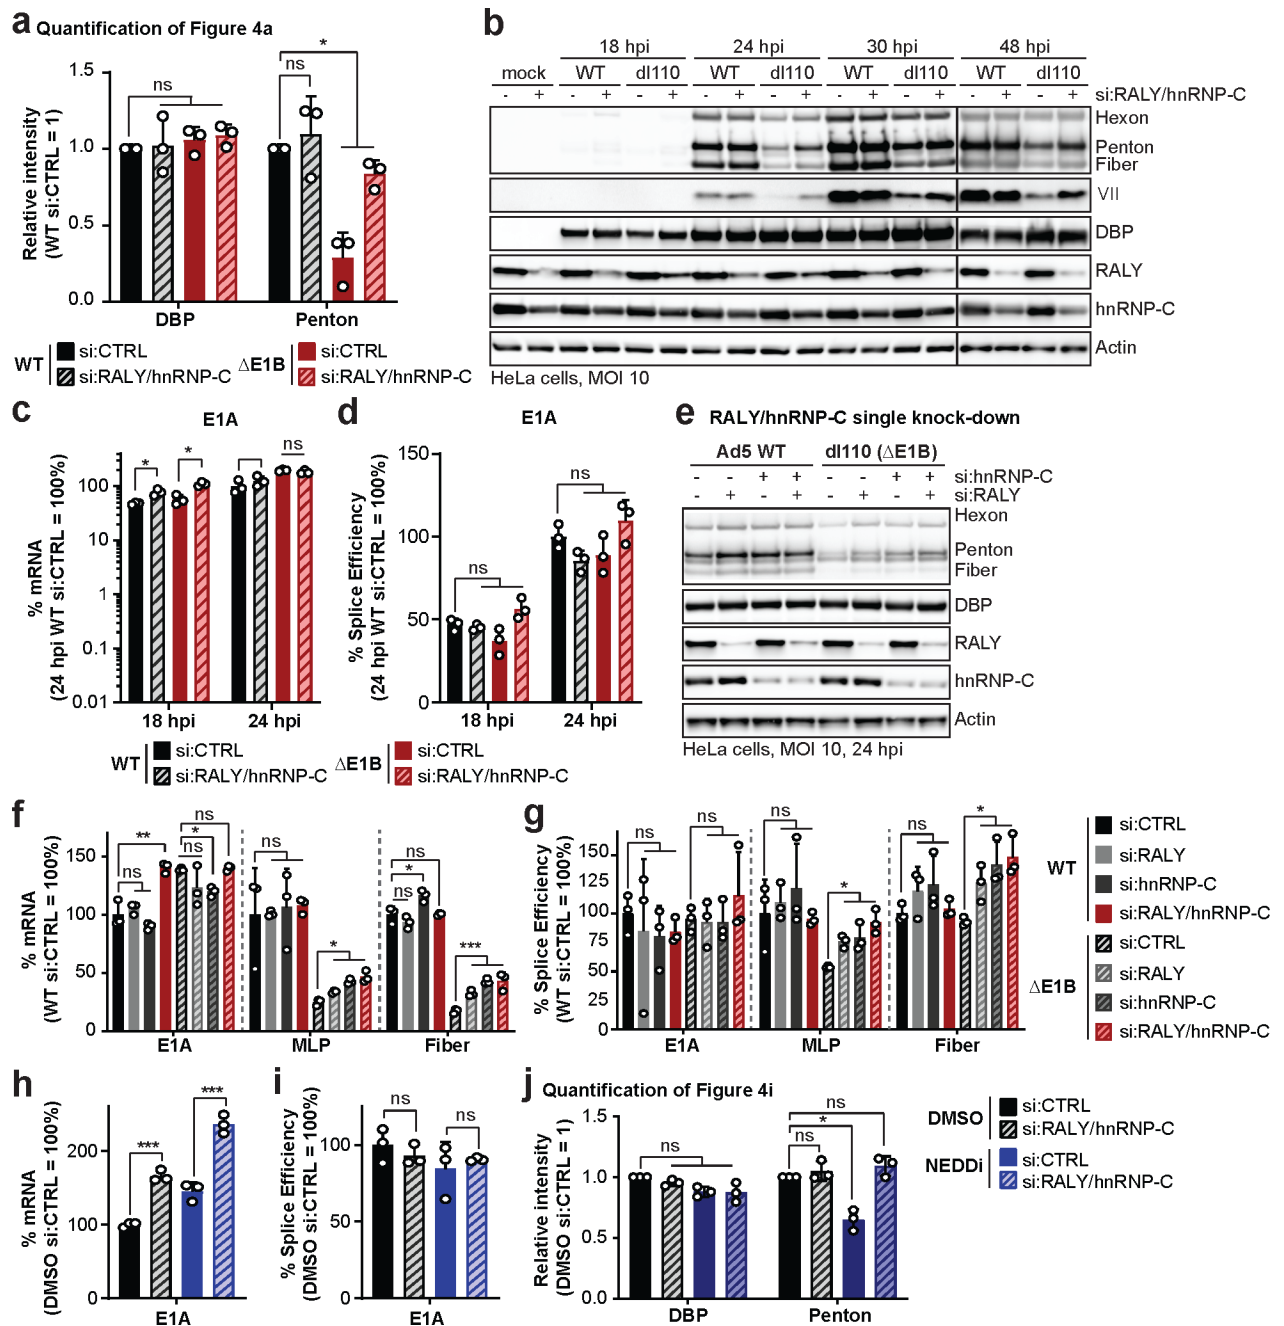 a Quantification of Figure 4a
Relative intensity
(WT si:CTRL = 1)
1.5
1.0
0.5
0.0
ns
ns
*
DBP
Penton
WT
si:CTRL
si:RALY/hnRNP-C
ΔE1B
si:CTRL
si:RALY/hnRNP-C
b
18 hpi 24 hpi 30 hpi 48 hpi
mock WT dl110 WT dl110 WT dl110 WT dl110
- + - + - + - + - + - + - + - + - + si:RALY/hnRNP-C
Hexon
Penton
Fiber
VII
DBP
RALY
hnRNP-C
Actin
HeLa cells, MOI 10
c
E1A
% mRNA
(24 hpi WT si:CTRL = 100%)
100
10
1
0.1
0.01
*
*
ns
18 hpi 24 hpi
d
E1A
% Splice Efficiency
(24 hpi WT si:CTRL = 100%)
150
100
50
0
ns
ns
18 hpi 24 hpi
WT
si:CTRL
si:RALY/hnRNP-C
ΔE1B
si:CTRL
si:RALY/hnRNP-C
e RALY/hnRNP-C single knock-down
Ad5 WT dl110 (ΔE1B)
- - + + - - + + si:hnRNP-C
- + - + - + - + si:RALY
Hexon
Penton
Fiber
DBP
RALY
hnRNP-C
Actin
HeLa cells, MOI 10, 24 hpi
f
% mRNA
(WT si:CTRL = 100%)
150
100
50
0
ns
**
ns
*
ns
ns
*
ns
*
ns
***
E1A MLP Fiber
g
% Splice Efficiency
(WT si:CTRL = 100%)
150
125
100
75
50
25
0
ns
ns
ns
*
ns
*
E1A MLP Fiber
WT
si:CTRL
si:RALY
si:hnRNP-C
si:RALY/hnRNP-C
ΔE1B
si:CTRL
si:RALY
si:hnRNP-C
si:RALY/hnRNP-C
h
% mRNA
(DMSO si:CTRL = 100%)
200
100
0
***
***
E1A
i
% Splice Efficiency
(DMSO si:CTRL = 100%)
100
50
0
ns
ns
E1A
j Quantification of Figure 4i
Relative intensity
(DMSO si:CTRL = 1)
1.5
1.0
0.5
0.0
ns
ns
*
ns
DBP Penton
DMSO
si:CTRL
si:RALY/hnRNP-C
NEDDi
si:CTRL
si:RALY/hnRNP-C